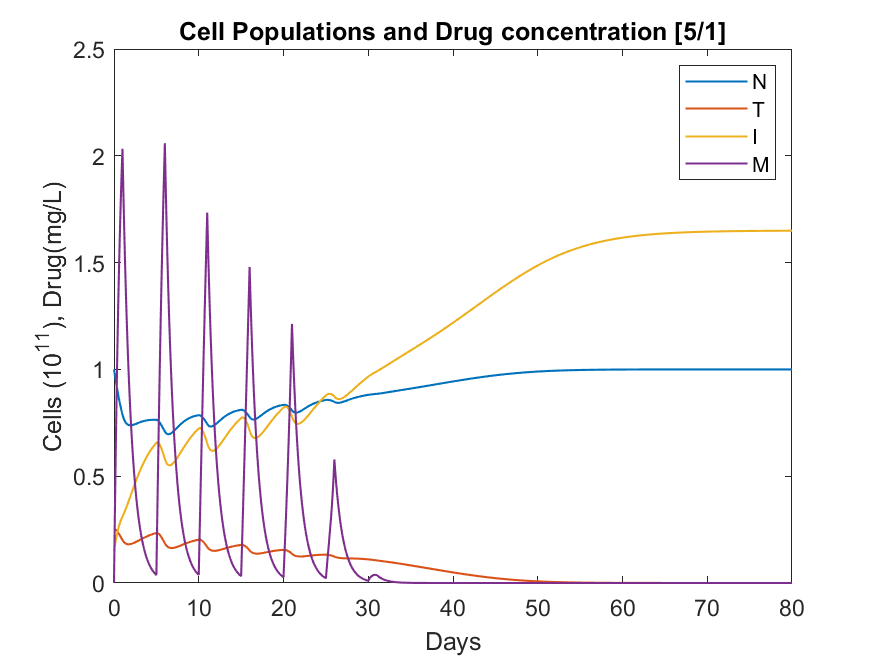 Cell Populations and Drug concentration [5/1]
Cells (10^11), Drug(mg/L)
2.5
2
1.5
1
0.5
0
N
T
I
M
0 10 20 30 40 50 60 70 80
Days